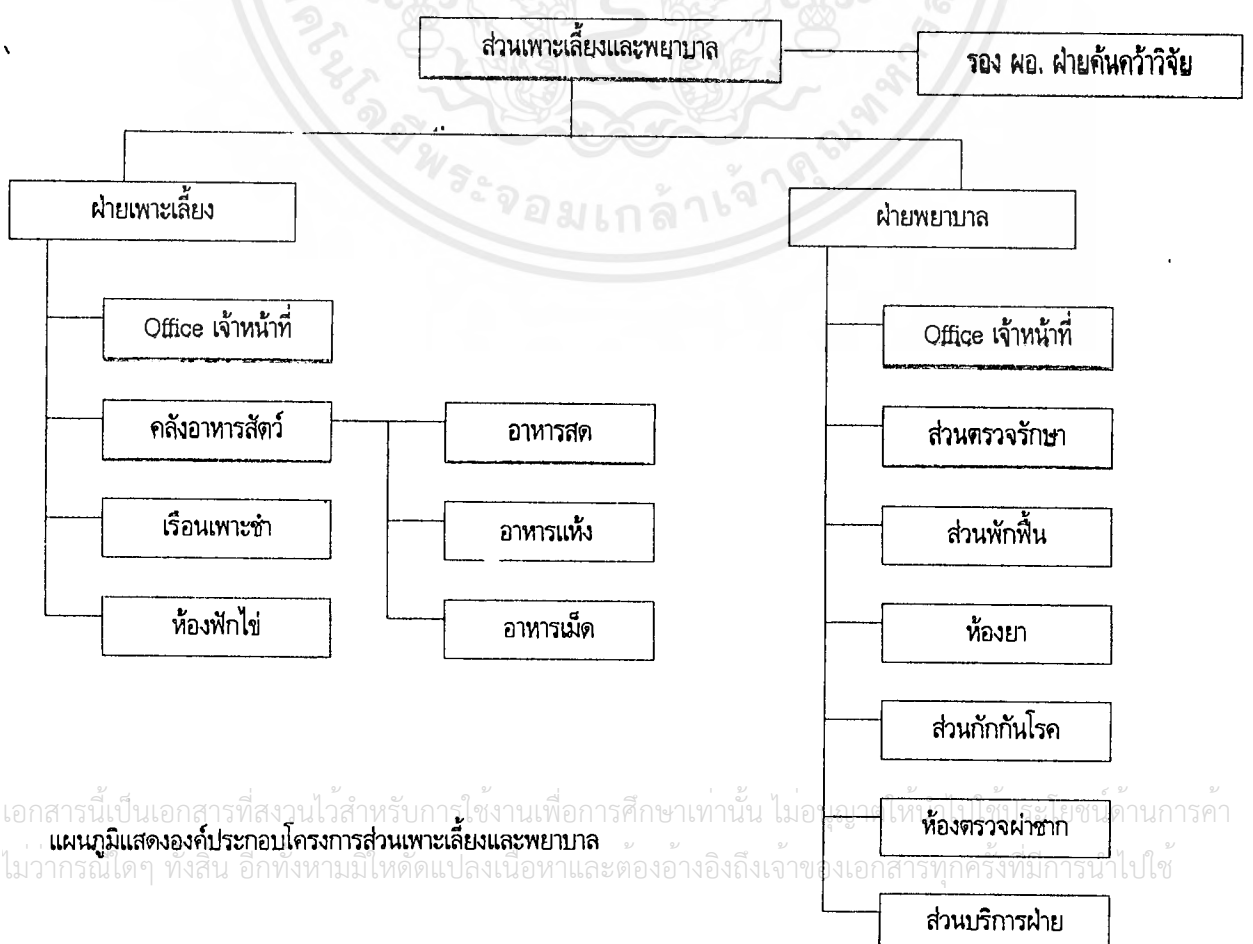 ส่วนเพาะเลี้ยงและพยาบาล
รอง ผอ. ฝ่ายค้นคว้าวิจัย
ฝ่ายเพาะเลี้ยง
ฝ่ายพยาบาล
Office เจ้าหน้าที่
คลังอาหารสัตว์
อาหารสด
เรือนเพาะชำ
อาหารแห้ง
ห้องฟักไข่
อาหารเม็ด
Office เจ้าหน้าที่
ส่วนตรวจรักษา
ส่วนพักฟื้น
ห้องยา
ส่วนกักกันโรค
ห้องตรวจผ่าซาก
ส่วนบริการฝ่าย
เอกสารนี้เป็นเอกสารที่สงวนไว้สำหรับการใช้งานเพื่อการศึกษาเท่านั้น ไม่อนุญาตให้นำไปใช้ประโยชน์ด้านการค้า
แผนภูมิแสดงองค์ประกอบโครงการส่วนเพาะเลี้ยงและพยาบาล
ไม่ว่ากรณีใดๆ ทั้งสิ้น อีกทั้งห้ามมิให้ดัดแปลงเนื้อหาและต้องอ้างอิงถึงเจ้าของเอกสารทุกครั้งที่มีการนำไปใช้